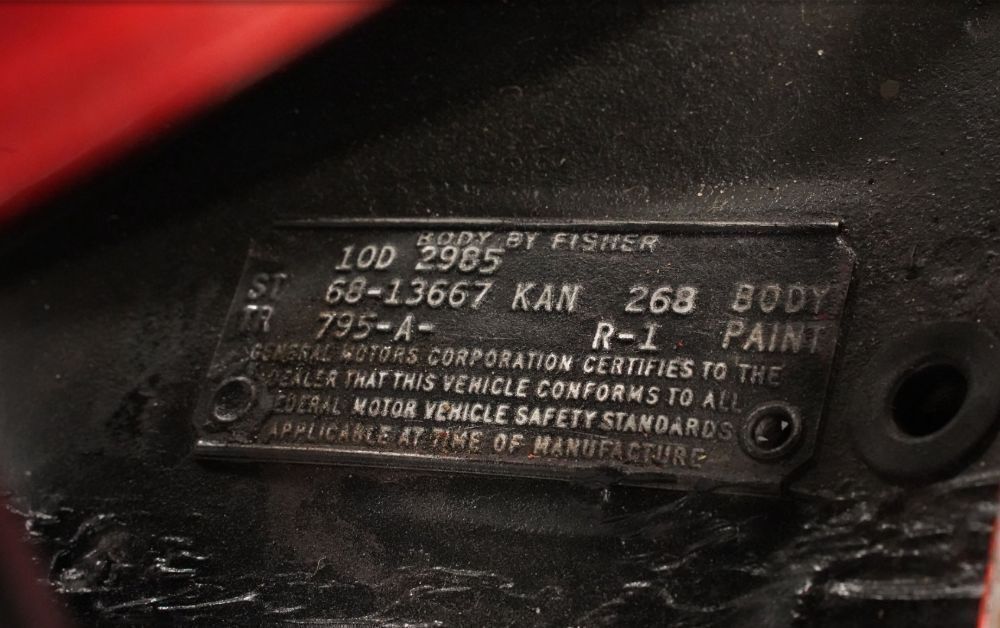 BODY BY FISHER
10D 2985
ST 68-13667 KAN 268 BODY
TR 795-A- R-1 PAINT
GENERAL MOTORS CORPORATION CERTIFIES TO THE
DEALER THAT THIS VEHICLE CONFORMS TO ALL
FEDERAL MOTOR VEHICLE SAFETY STANDARDS
APPLICABLE AT TIME OF MANUFACTURE